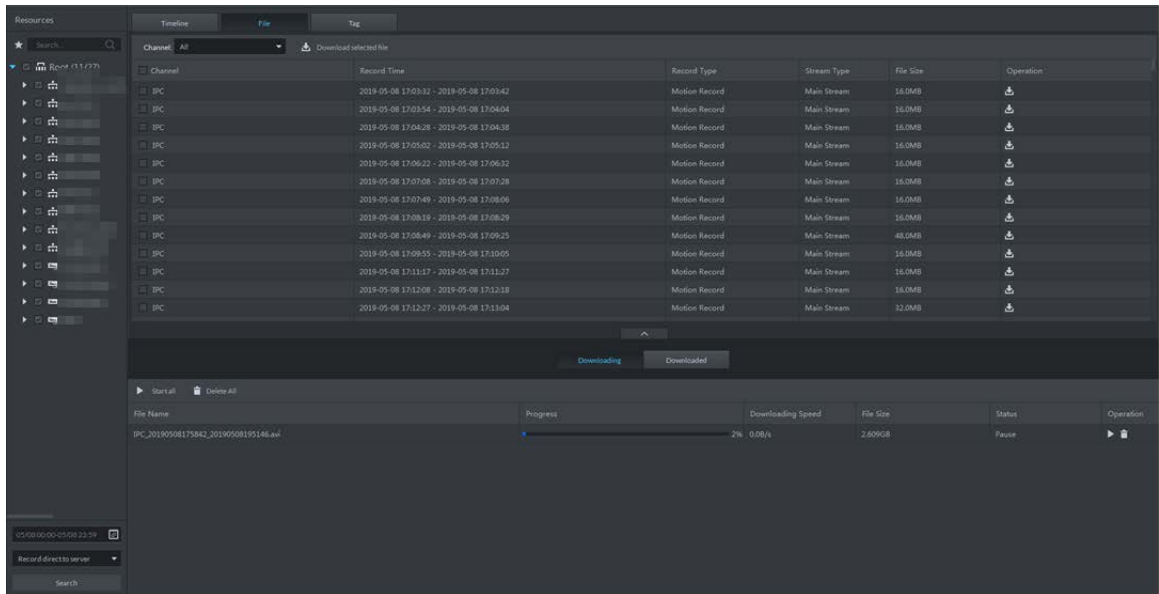 Resources
Search...
Root (11/27)
05/08 00:00-05/08 23:59
Record direct to server
Search
Timeline File Tag
Channel: All Download selected file
Channel Record Time Record Type Stream Type File Size Operation
IPC 2019-05-08 17:03:32 - 2019-05-08 17:03:42 Motion Record Main Stream 16.0MB
IPC 2019-05-08 17:03:54 - 2019-05-08 17:04:04 Motion Record Main Stream 16.0MB
IPC 2019-05-08 17:04:28 - 2019-05-08 17:04:38 Motion Record Main Stream 16.0MB
IPC 2019-05-08 17:05:02 - 2019-05-08 17:05:12 Motion Record Main Stream 16.0MB
IPC 2019-05-08 17:06:22 - 2019-05-08 17:06:32 Motion Record Main Stream 16.0MB
IPC 2019-05-08 17:07:08 - 2019-05-08 17:07:28 Motion Record Main Stream 16.0MB
IPC 2019-05-08 17:07:49 - 2019-05-08 17:08:06 Motion Record Main Stream 16.0MB
IPC 2019-05-08 17:08:19 - 2019-05-08 17:08:29 Motion Record Main Stream 16.0MB
IPC 2019-05-08 17:08:49 - 2019-05-08 17:09:25 Motion Record Main Stream 48.0MB
IPC 2019-05-08 17:09:55 - 2019-05-08 17:10:05 Motion Record Main Stream 16.0MB
IPC 2019-05-08 17:11:17 - 2019-05-08 17:11:27 Motion Record Main Stream 16.0MB
IPC 2019-05-08 17:12:08 - 2019-05-08 17:12:18 Motion Record Main Stream 16.0MB
IPC 2019-05-08 17:12:27 - 2019-05-08 17:13:04 Motion Record Main Stream 32.0MB
Downloading Downloaded
Start all Delete All
File Name Progress Downloading Speed File Size Status Operation
IPC_20190508175842_20190508195146.avi 2% 0.0B/s 2.609GB Pause